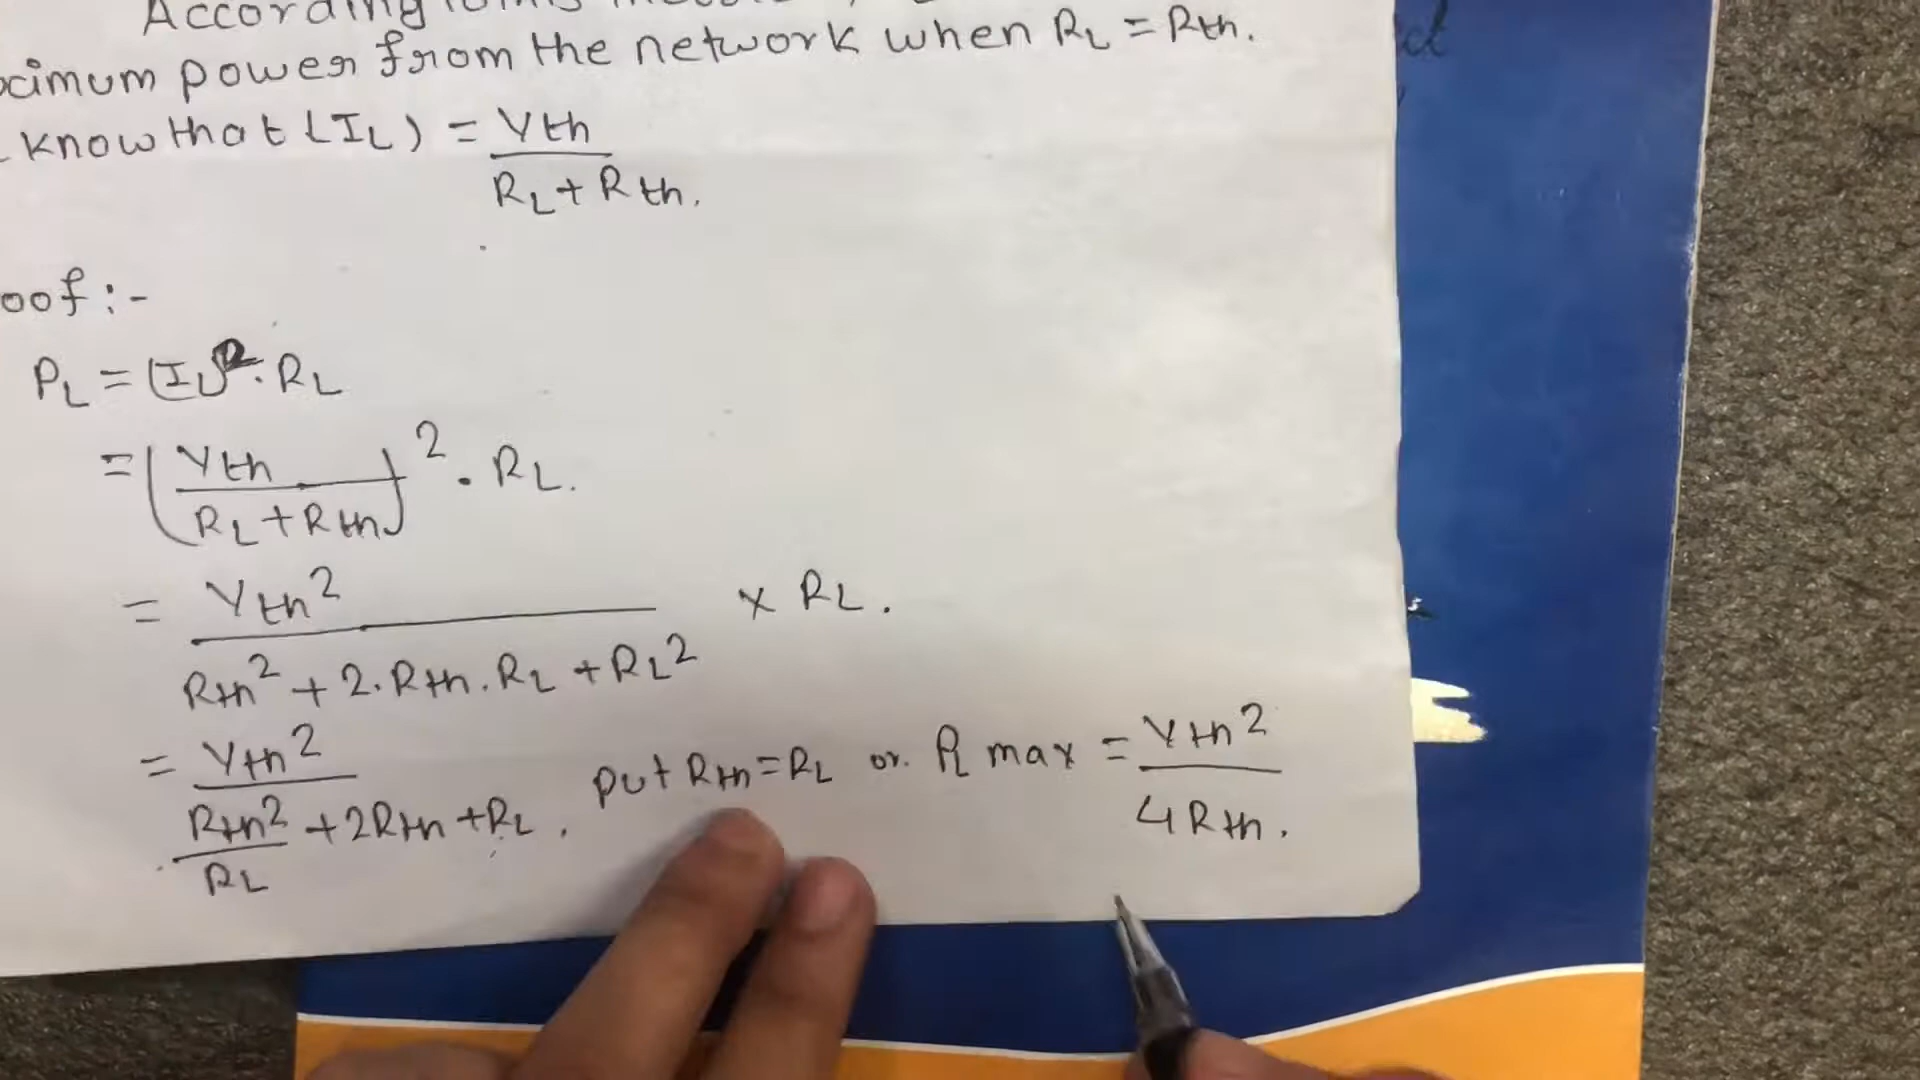 According
ximum power from the network when RL = Rth.
know that (IL) = Vth
RL + Rth.
oof :-
PL = (IL)2 . RL
= (Vth
RL + Rth)2 . RL.
= Vth2 × RL.
Rth2 + 2.Rth.RL + RL2
= Vth2
Rth2 + 2Rth + RL.
RL
put Rth = RL or. PL max = Vth2
4Rth.